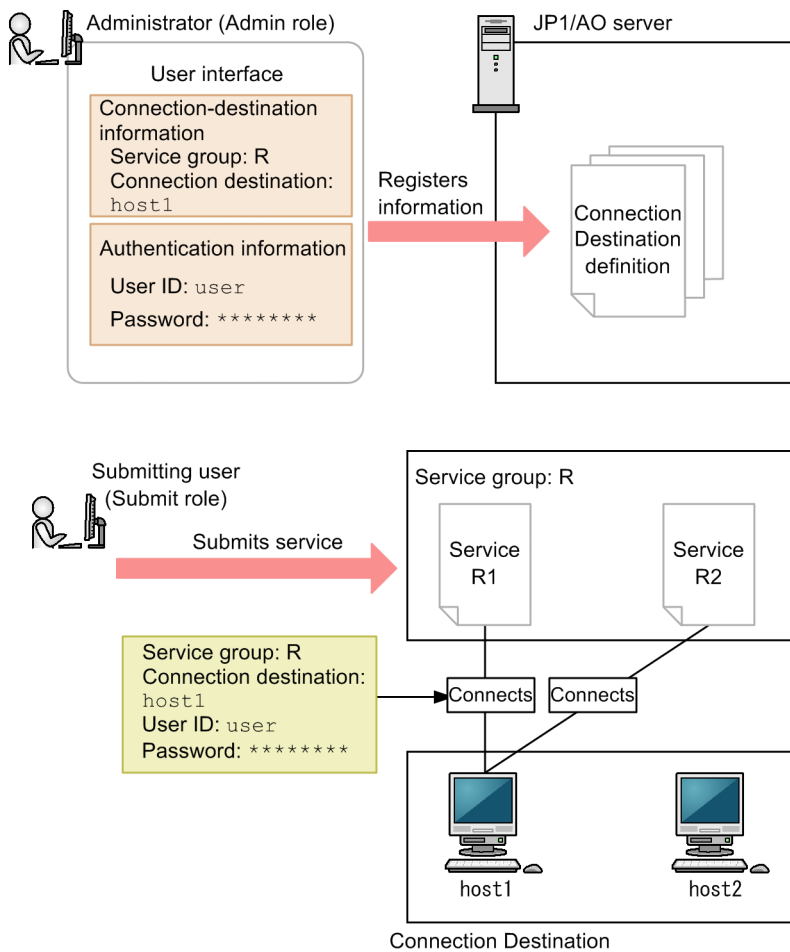 Administrator (Admin role)
JP1/AO server
User interface
Connection-destination
information
Service group: R
Connection destination:
host1
Authentication information
User ID: user
Password: ********
Registers
information
Connection
Destination
definition
Submitting user
(Submit role)
Submits service
Service group: R
Service
R1
Service
R2
Service group: R
Connection destination:
host1
User ID: user
Password: ********
Connects
Connects
host1
host2
Connection Destination